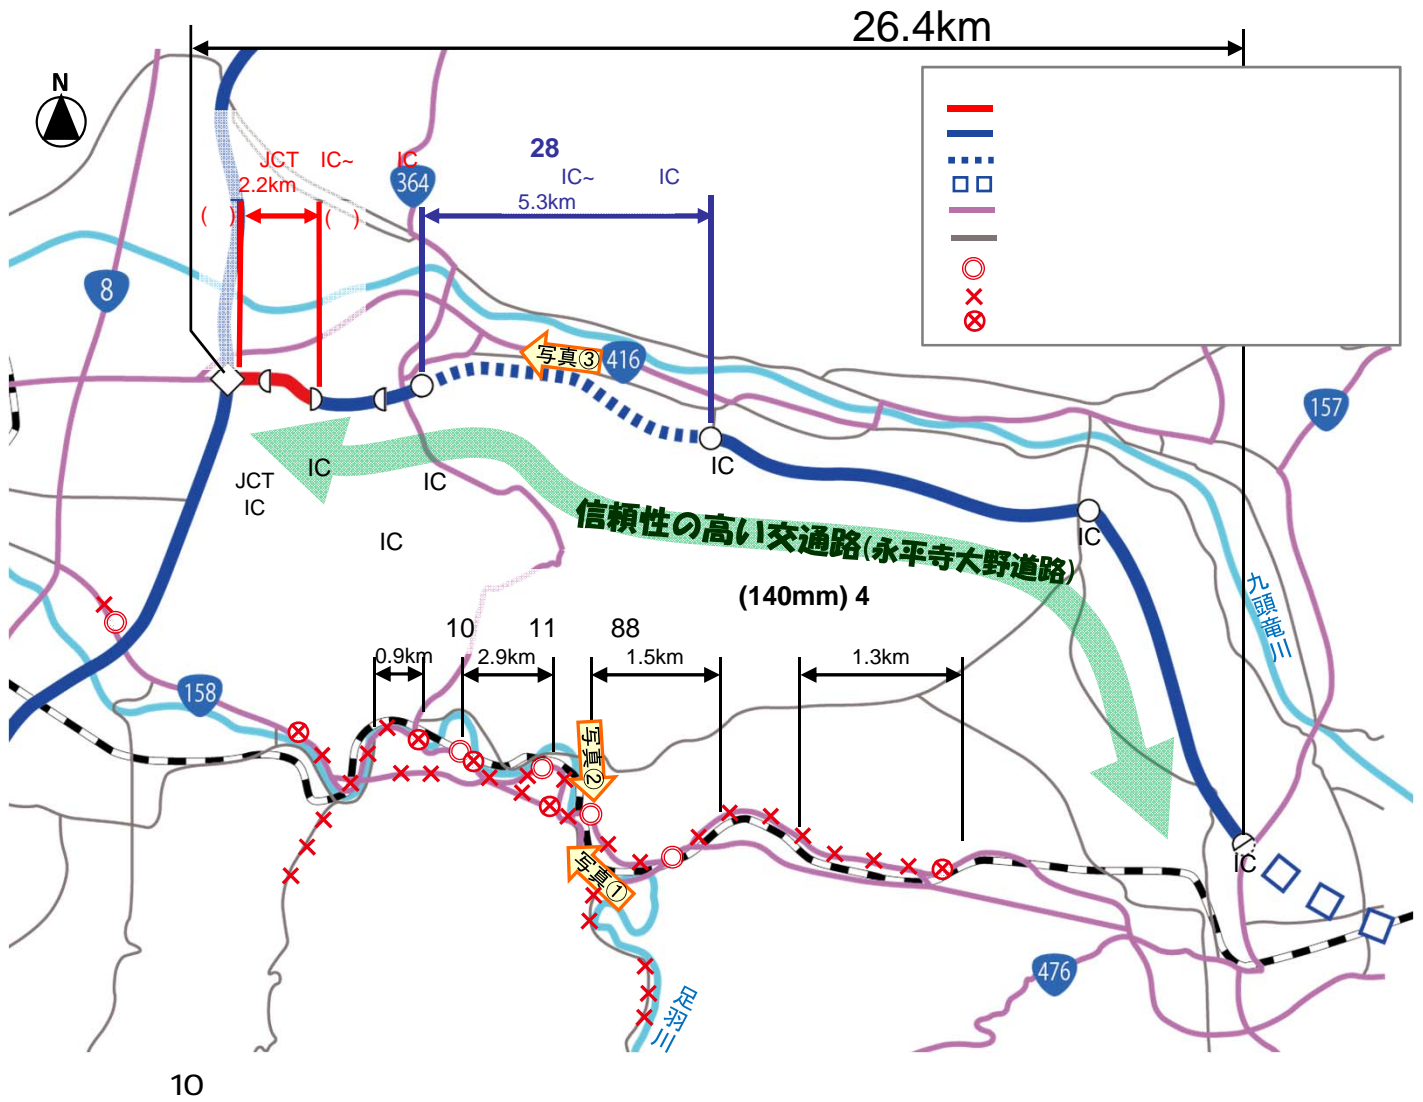 26.4km
N
28
JCT IC~ IC
IC~ IC
2.2km
5.3km
( ) ( )
364
8
写真③
416
157
IC
IC
IC
JCT
IC
IC
IC
信頼性の高い交通路(永平寺大野道路)
(140mm) 4
九頭竜川
10 11 88
0.9km 2.9km 1.5km 1.3km
158
写真②
写真①
IC
476
足羽川
10